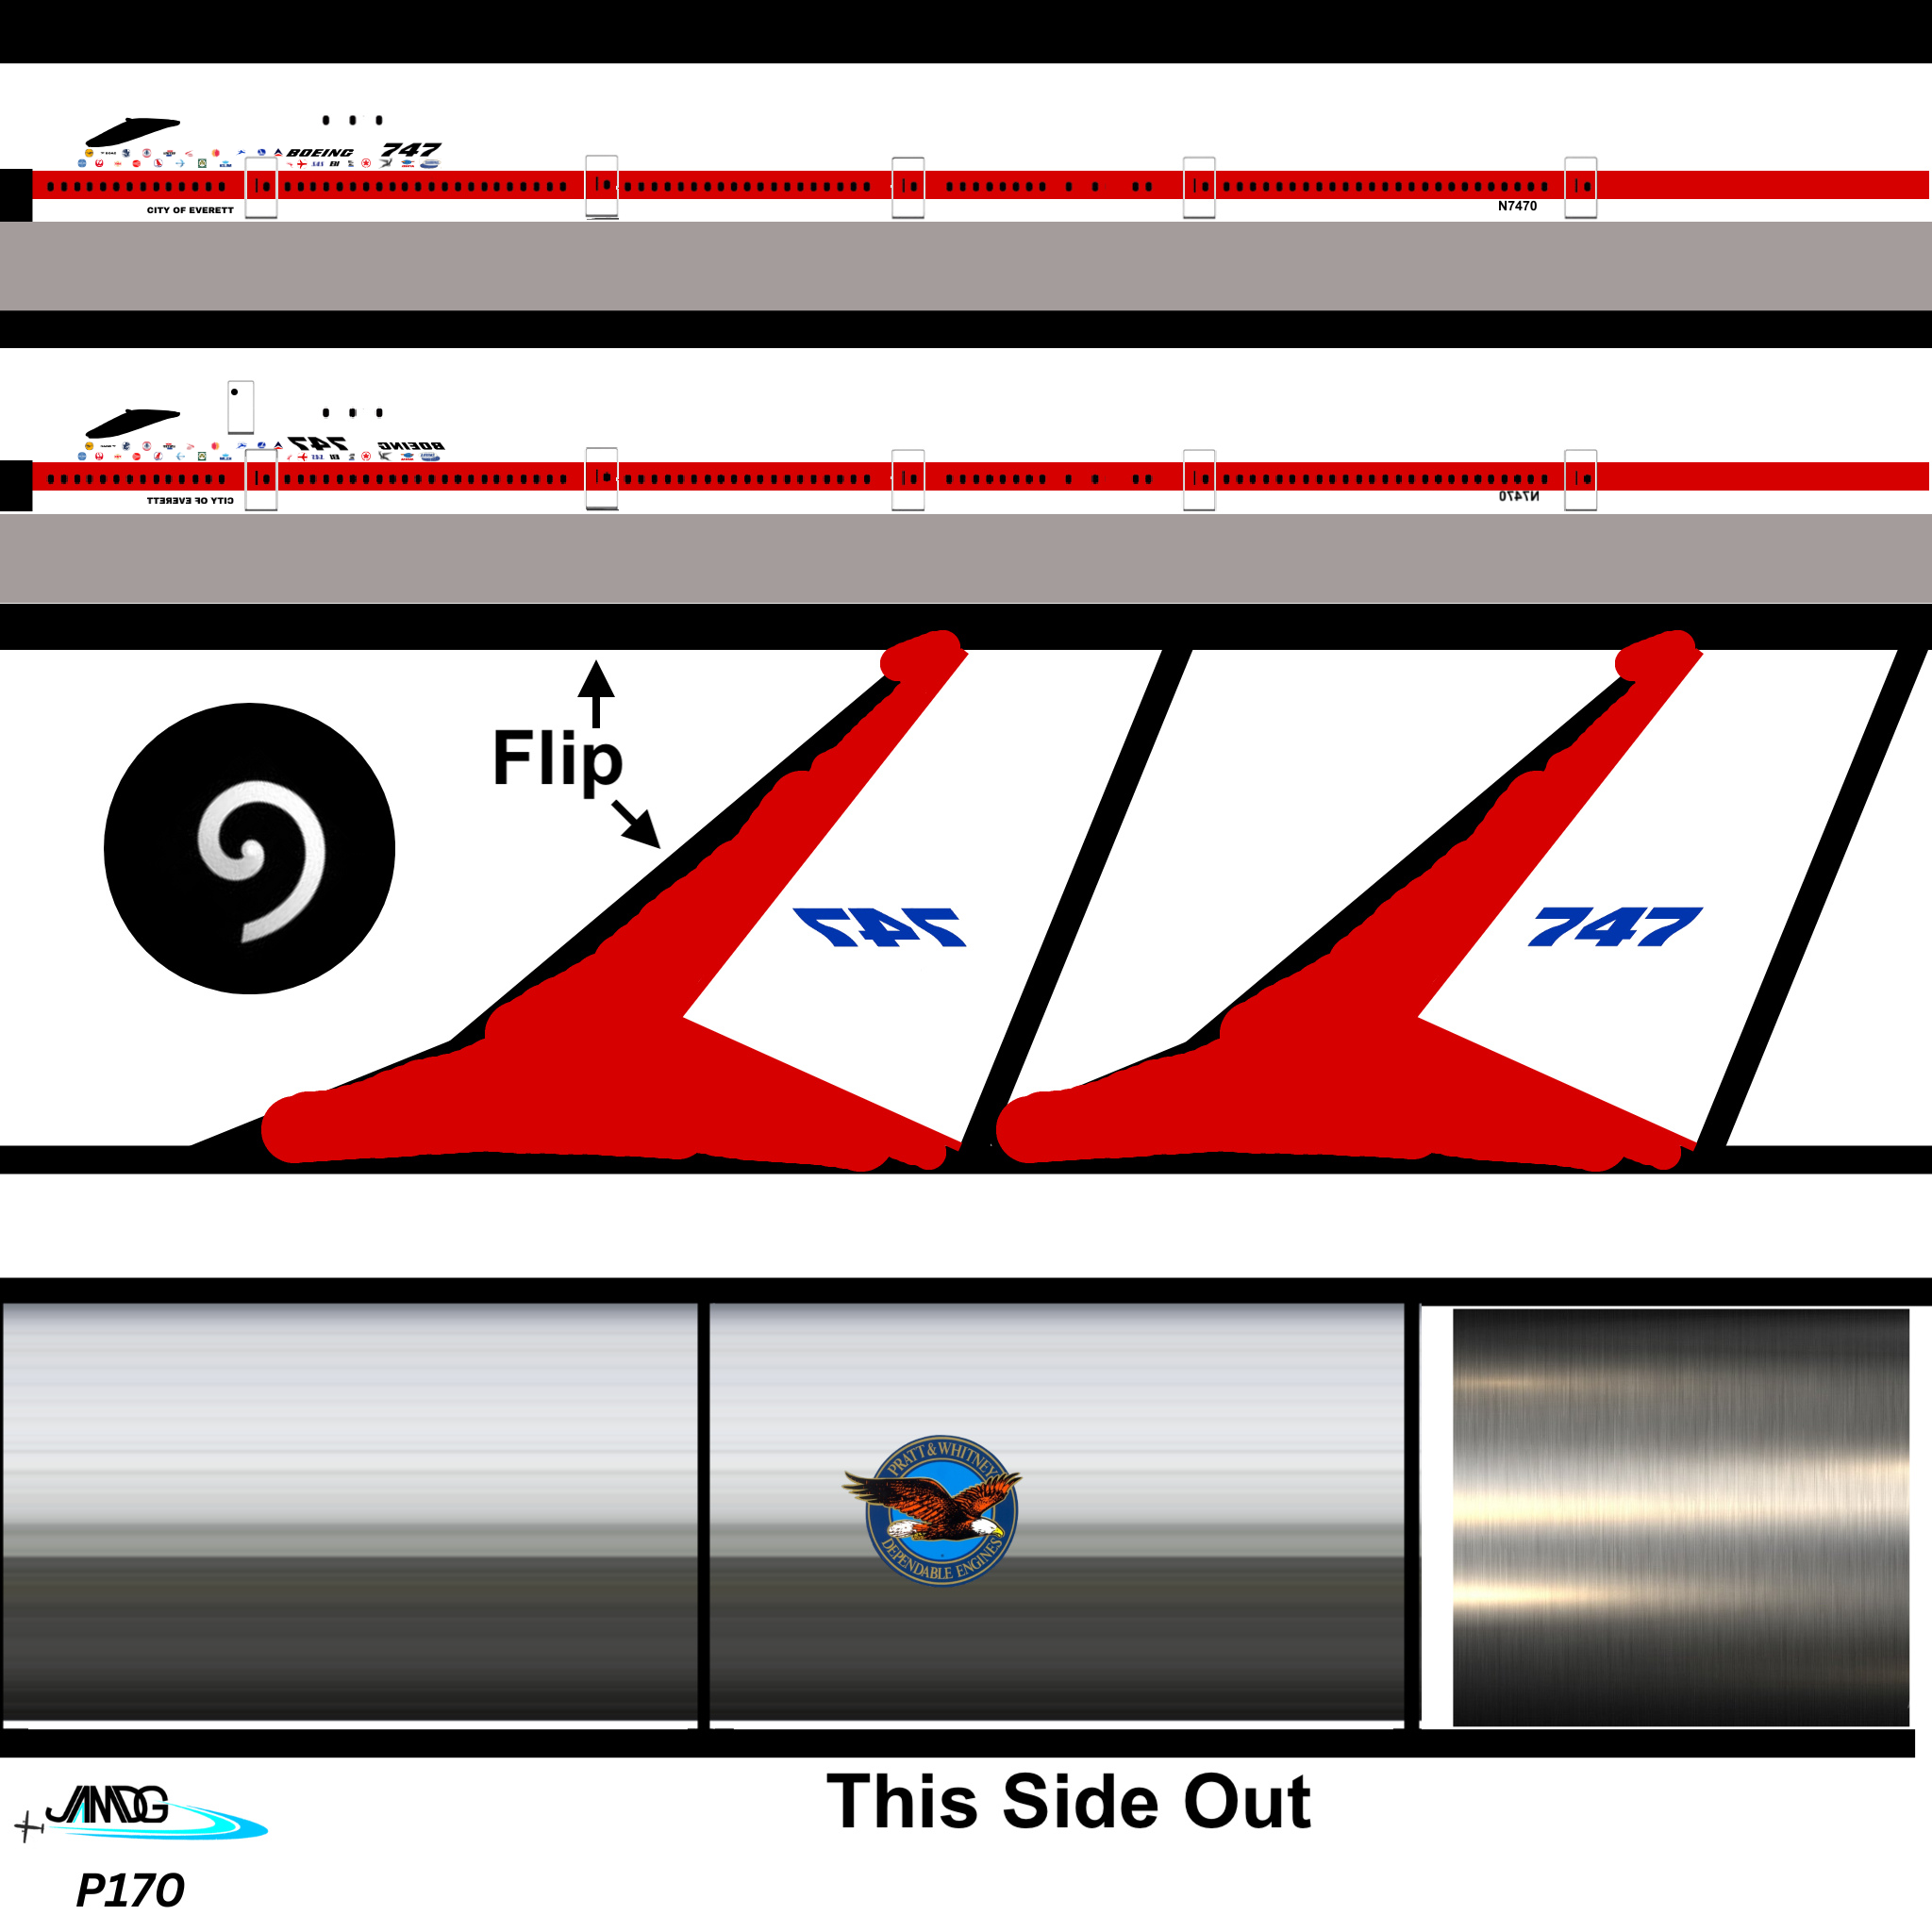 BOEING 747
CITY OF EVERETT
N7470
747 BOEING
CITY OF EVERETT
N7470
Flip
747
747
PRATT & WHITNEY
DEPENDABLE ENGINES
This Side Out
JAMDG
P170